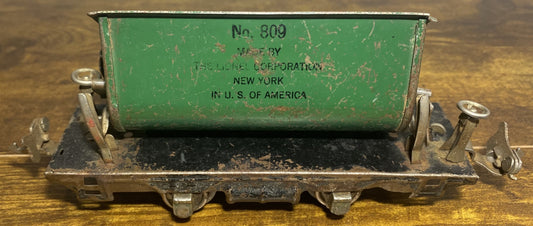 No. 809
MADE BY
THE LIONEL CORPORATION
NEW YORK
IN U. S. OF AMERICA